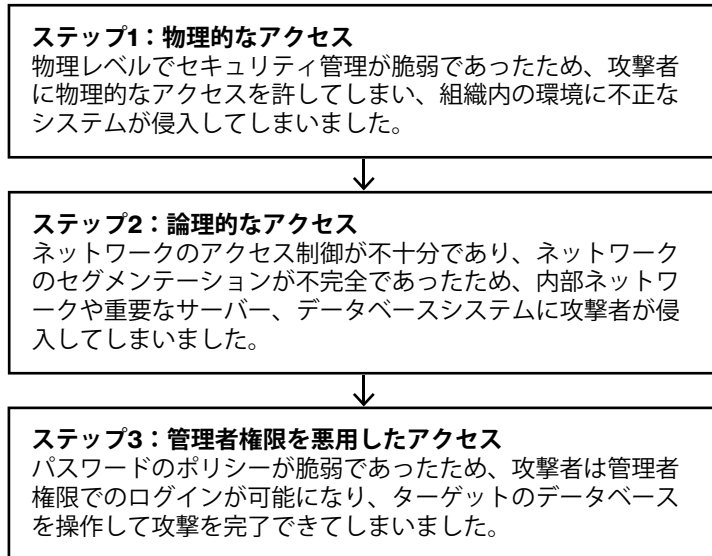 ステップ1：物理的なアクセス
物理レベルでセキュリティ管理が脆弱であったため、攻撃者
に物理的なアクセスを許してしまい、組織内の環境に不正な
システムが侵入してしまいました。
ステップ2：論理的なアクセス
ネットワークのアクセス制御が不十分であり、ネットワーク
のセグメンテーションが不完全であったため、内部ネットワ
ークや重要なサーバー、データベースシステムに攻撃者が侵
入してしまいました。
ステップ3：管理者権限を悪用したアクセス
パスワードのポリシーが脆弱であったため、攻撃者は管理者
権限でのログインが可能になり、ターゲットのデータベース
を操作して攻撃を完了できてしまいました。